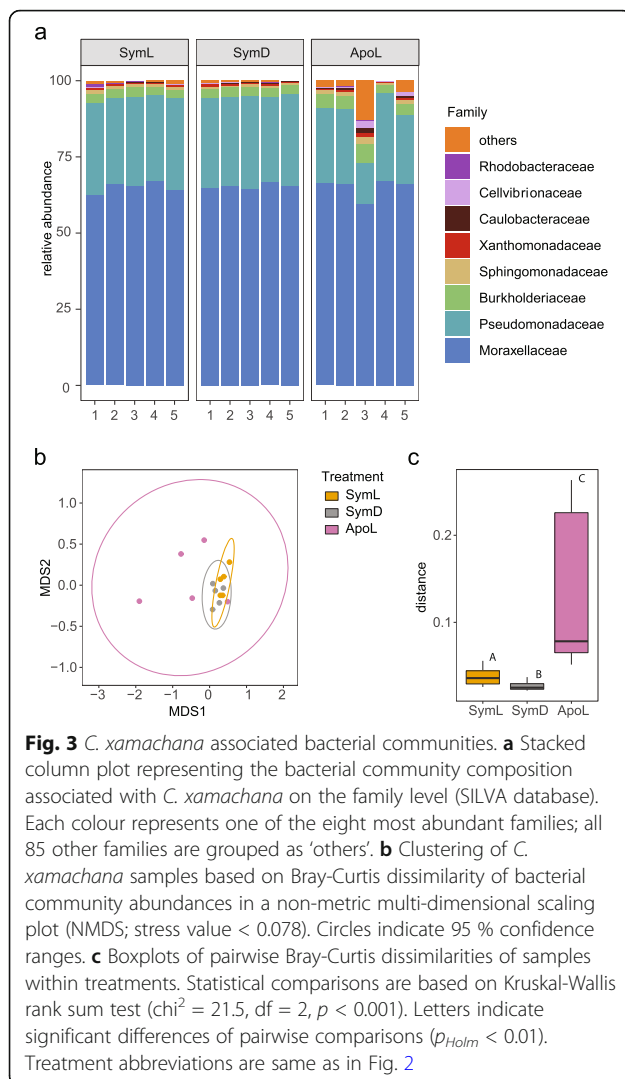 a
SymL SymD ApoL
100
75
50
25
0
relative abundance
1 2 3 4 5 1 2 3 4 5 1 2 3 4 5
Family
others
Rhodobacteraceae
Cellvibrionaceae
Caulobacteraceae
Xanthomonadaceae
Sphingomonadaceae
Burkholderiaceae
Pseudomonadaceae
Moraxellaceae
b
1.0
0.5
0.0
−0.5
−1.0
MDS2
−3 −2 −1 0 1 2
MDS1
Treatment
SymL
SymD
ApoL
c
0.2
0.1
distance
A
B
C
SymL SymD ApoL
Fig. 3 C. xamachana associated bacterial communities. a Stacked
column plot representing the bacterial community composition
associated with C. xamachana on the family level (SILVA database).
Each colour represents one of the eight most abundant families; all
85 other families are grouped as ‘others’. b Clustering of C.
xamachana samples based on Bray-Curtis dissimilarity of bacterial
community abundances in a non-metric multi-dimensional scaling
plot (NMDS; stress value < 0.078). Circles indicate 95 % confidence
ranges. c Boxplots of pairwise Bray-Curtis dissimilarities of samples
within treatments. Statistical comparisons are based on Kruskal-Wallis
rank sum test (chi² = 21.5, df = 2, p < 0.001). Letters indicate
significant differences of pairwise comparisons (pHolm < 0.01).
Treatment abbreviations are same as in Fig. 2